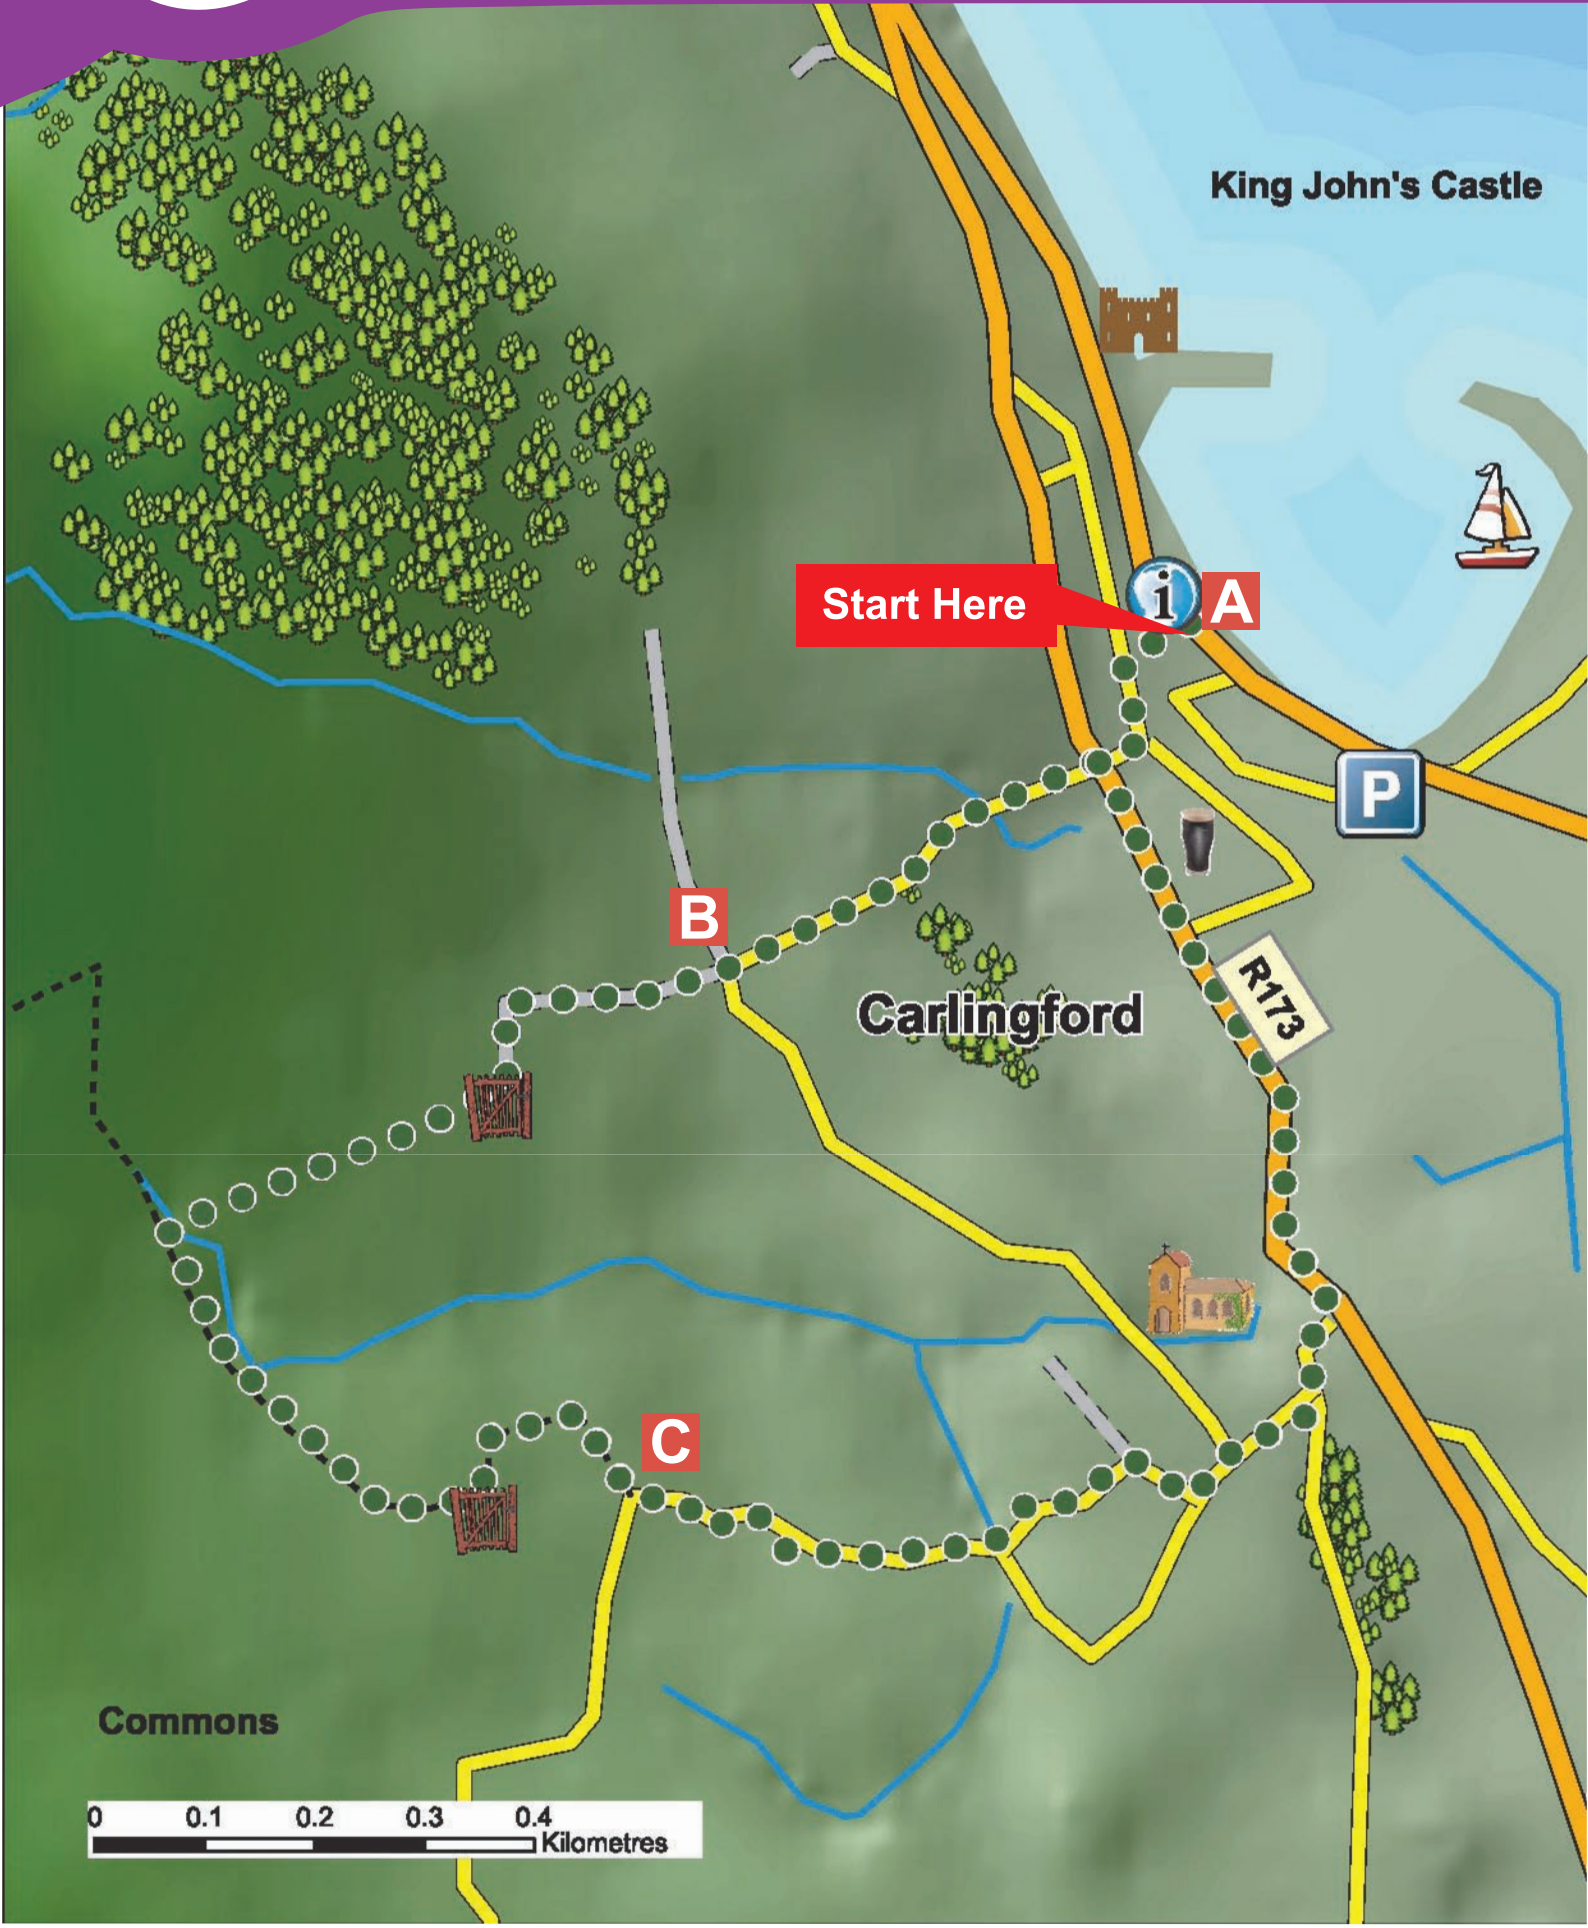 King John's Castle
Start Here
i
A
P
B
R173
Carlingford
C
Commons
0 0.1 0.2 0.3 0.4
Kilometres